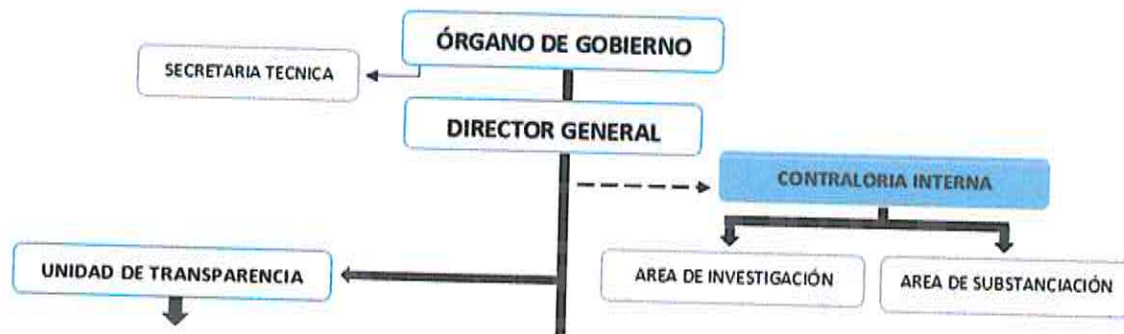 ÓRGANO DE GOBIERNO
SECRETARIA TECNICA
DIRECTOR GENERAL
CONTRALORIA INTERNA
UNIDAD DE TRANSPARENCIA
AREA DE INVESTIGACIÓN
AREA DE SUBSTANCIACIÓN